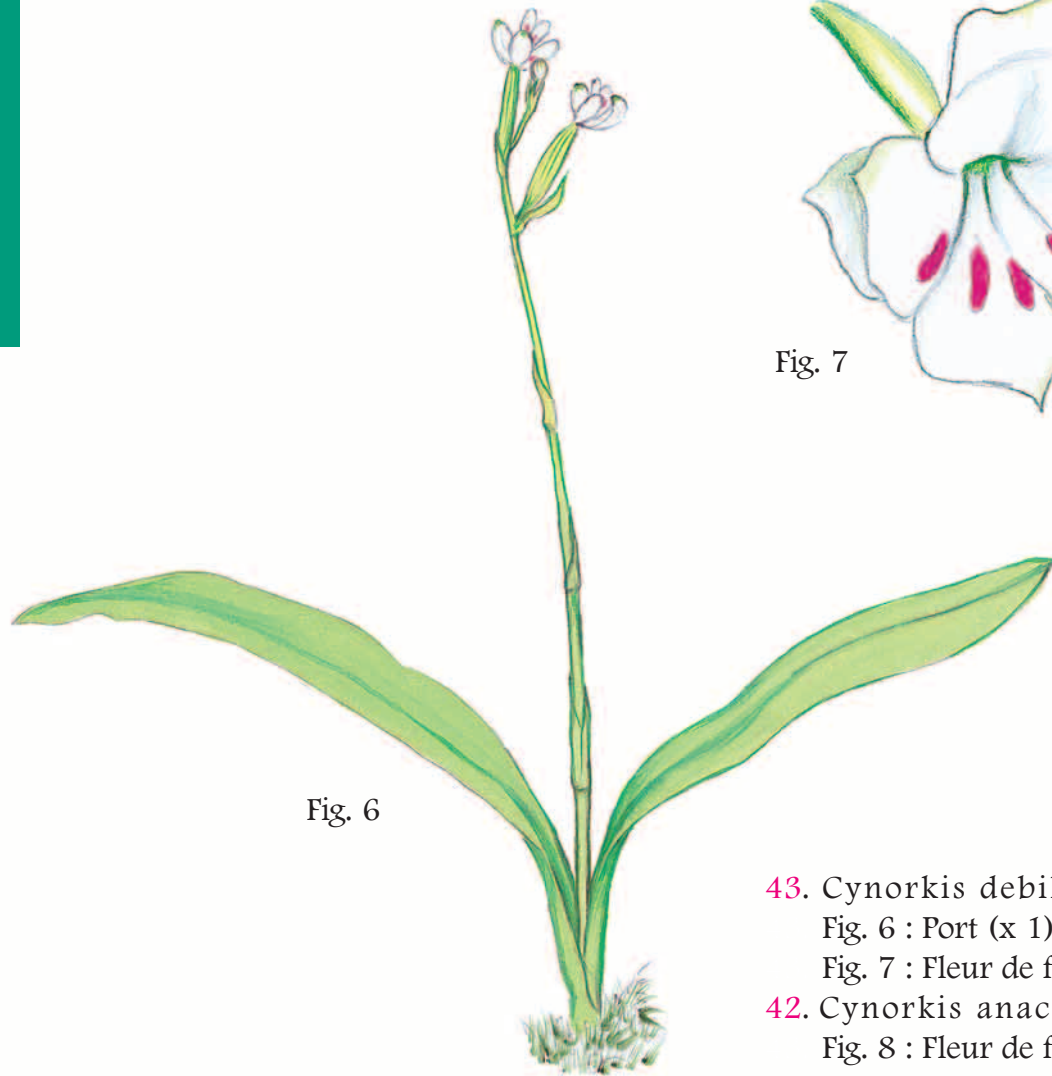 Fig. 7
Fig. 6
43. Cynorkis debil
Fig. 6 : Port (x 1)
Fig. 7 : Fleur de f
42. Cynorkis anac
Fig. 8 : Fleur de f